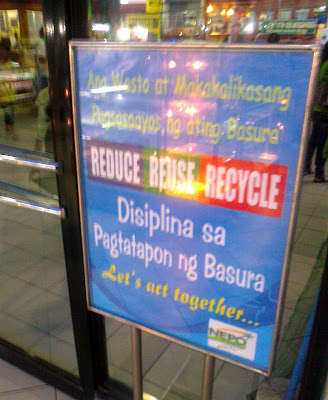 Ang Wasto at Makakalikasang
Pagsasaayos ng ating Basura
REDUCE REUSE RECYCLE
Disiplina sa
Pagtatapon ng Basura
Let's act together...
NEPO